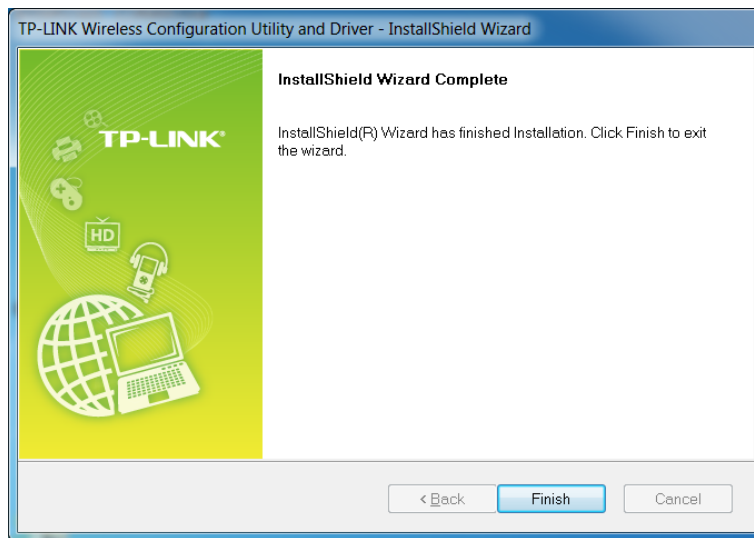 TP-LINK Wireless Configuration Utility and Driver - InstallShield Wizard
InstallShield Wizard Complete
InstallShield(R) Wizard has finished Installation. Click Finish to exit
the wizard.
TP-LINK®
HD
< Back
Finish
Cancel